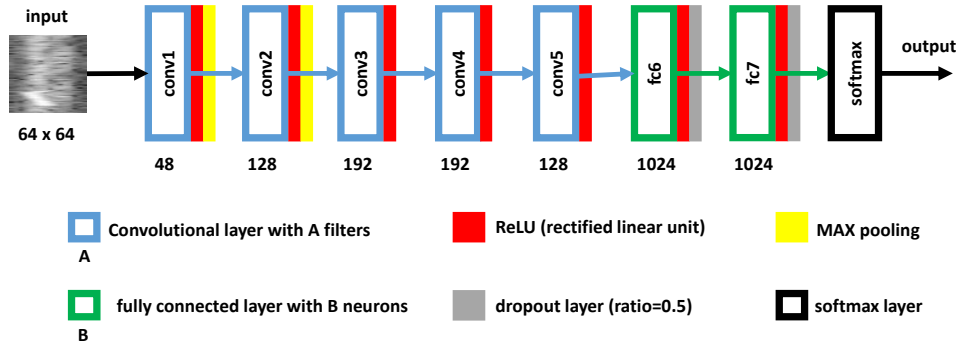 input
output
conv1
conv2
conv3
conv4
conv5
fc6
fc7
softmax
64 x 64
48
128
192
192
128
1024
1024
Convolutional layer with A filters
A
ReLU (rectified linear unit)
MAX pooling
fully connected layer with B neurons
B
dropout layer (ratio=0.5)
softmax layer